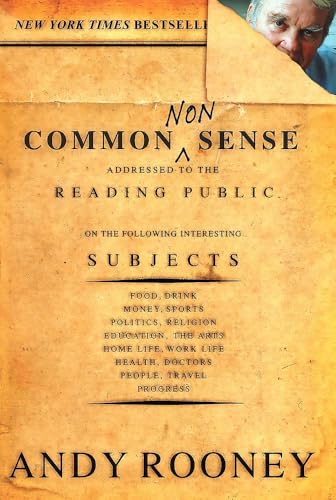 NEW YORK TIMES BESTSELLE
NON
COMMON SENSE
ADDRESSED TO THE
READING PUBLIC
ON THE FOLLOWING INTERESTING
SUBJECTS
FOOD, DRINK
MONEY, SPORTS
POLITICS, RELIGION
EDUCATION, THE ARTS
HOME LIFE, WORK LIFE
HEALTH, DOCTORS
PEOPLE, TRAVEL
PROGRESS
ANDY ROONEY